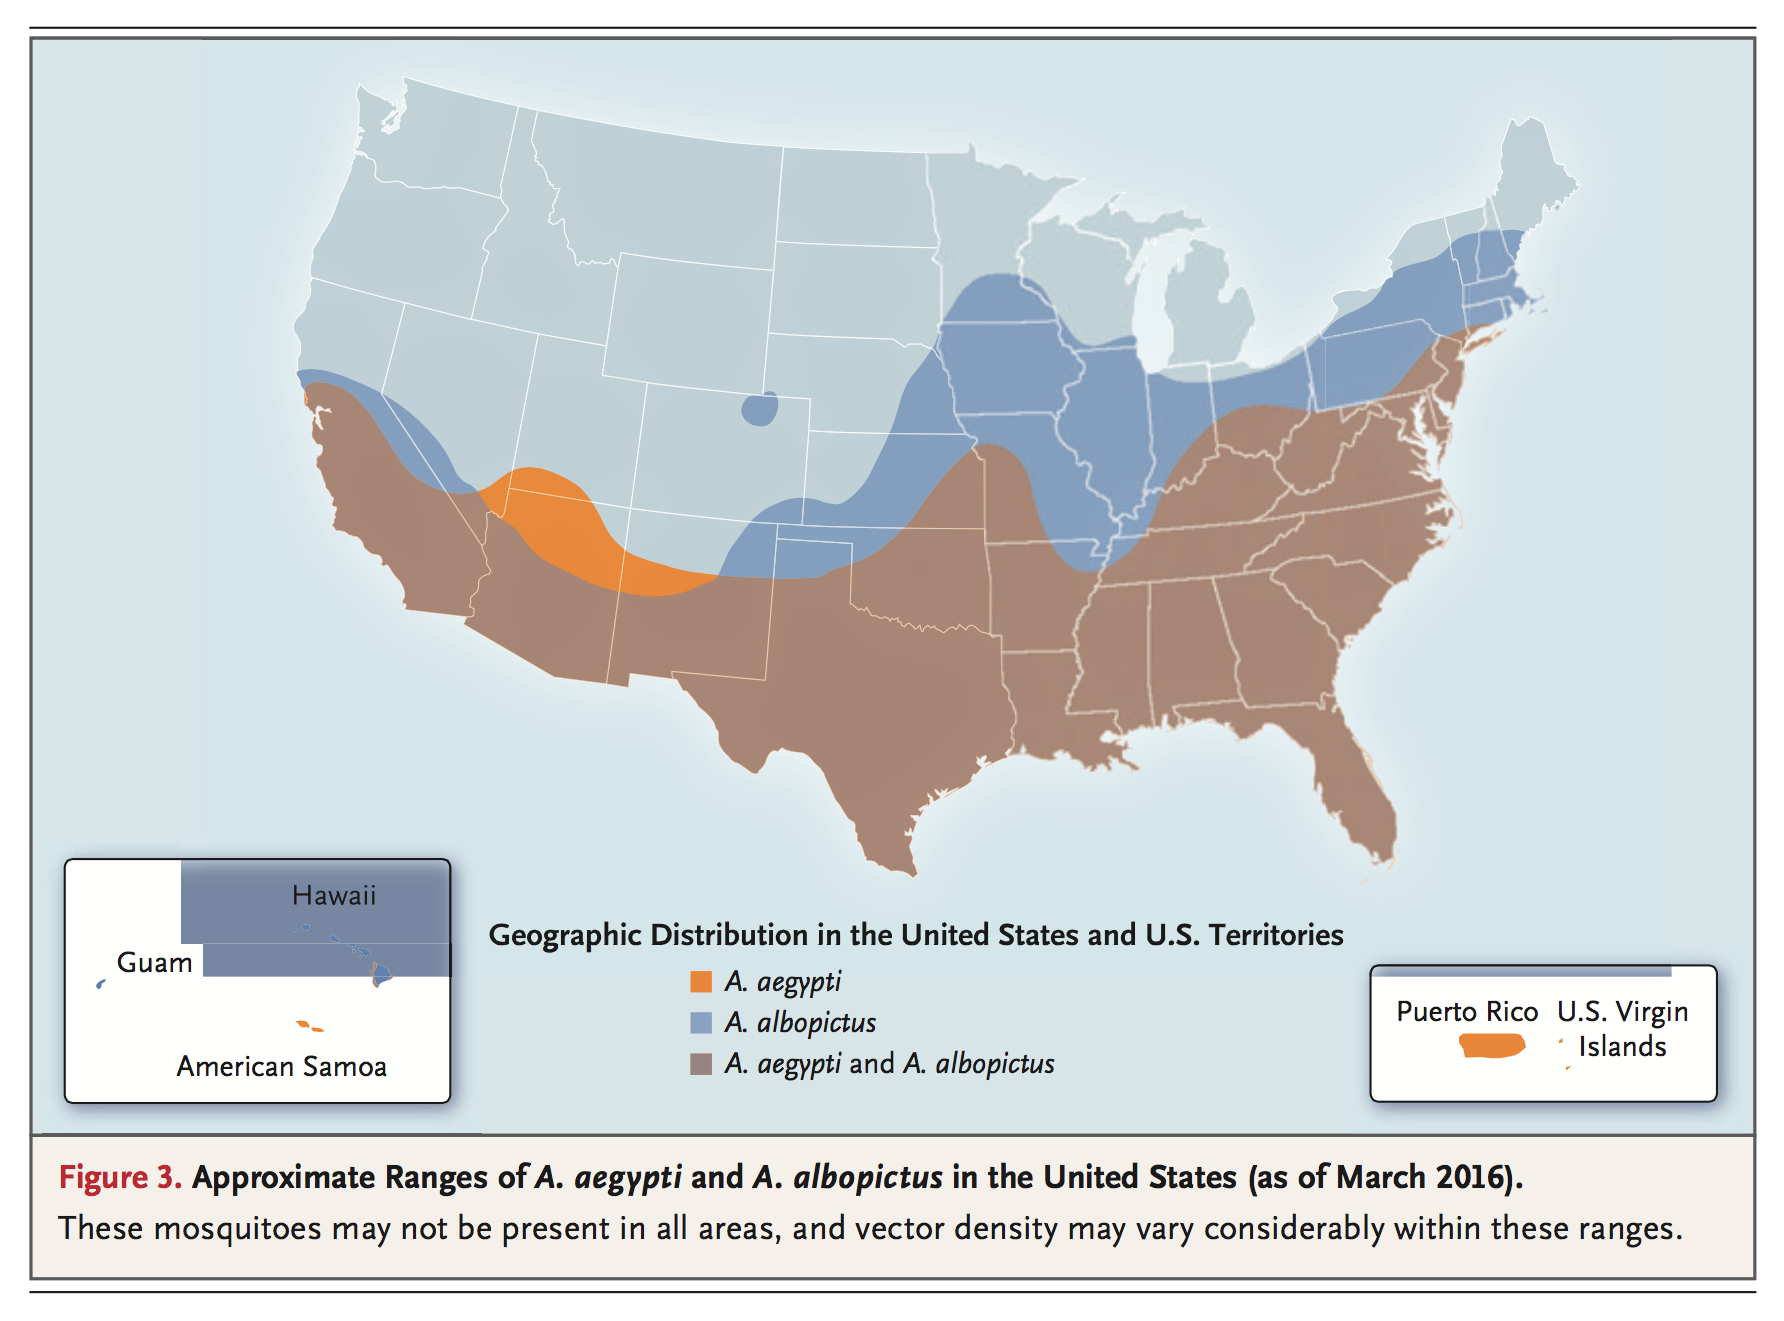 Hawaii
Guam
American Samoa
Geographic Distribution in the United States and U.S. Territories
A. aegypti
A. albopictus
A. aegypti and A. albopictus
Puerto Rico
U.S. Virgin
Islands
Figure 3. Approximate Ranges of A. aegypti and A. albopictus in the United States (as of March 2016).
These mosquitoes may not be present in all areas, and vector density may vary considerably within these ranges.